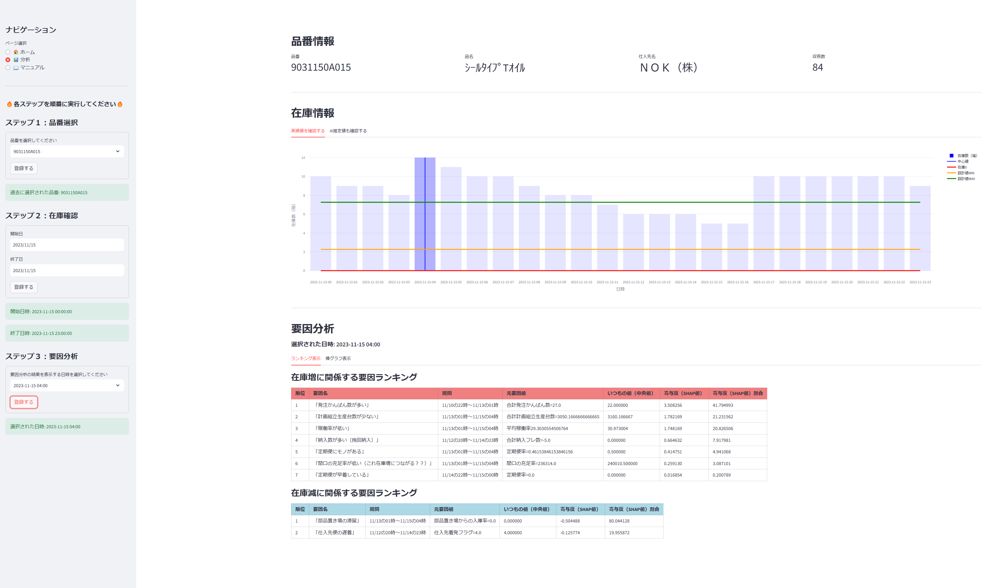 ナビゲーション
ページ選択
🏠 ホーム
📊 分析
📖 マニュアル
🔥各ステップを順番に実行してください🔥
ステップ１：品番選択
品番を選択してください
9031150A015
登録する
過去に選択された品番: 9031150A015
ステップ２：在庫確認
開始日
2023/11/15
終了日
2023/11/15
登録する
開始日時: 2023-11-15 00:00:00
終了日時: 2023-11-15 23:00:00
ステップ３：要因分析
要因分析の結果を表示する日時を選択してください
2023-11-15 04:00
登録する
選択された日時: 2023-11-15 04:00
品番情報
品番 品名 仕入先名 収容数
9031150A015 ｼｰﾙﾀｲﾌﾟTｵｲﾙ ＮＯＫ（株） 84
在庫情報
実績値を確認する AI推定値も確認する
在庫数（箱）
中心線
在庫0
設計値MIN
設計値MAX
12
10
8
6
4
2
0
在庫数（箱）
2023-11-15-00 2023-11-15-01 2023-11-15-02 2023-11-15-03 2023-11-15-04 2023-11-15-05 2023-11-15-06 2023-11-15-07 2023-11-15-08 2023-11-15-09 2023-11-15-10 2023-11-15-11 2023-11-15-12 2023-11-15-13 2023-11-15-14 2023-11-15-15 2023-11-15-16 2023-11-15-17 2023-11-15-18 2023-11-15-19 2023-11-15-20 2023-11-15-21 2023-11-15-22 2023-11-15-23
日時
要因分析
選択された日時: 2023-11-15 04:00
ランキング表示 棒グラフ表示
在庫増に関係する要因ランキング
順位 要因名 期間 元要因値 いつもの値（中央値） 寄与度（SHAP値） 寄与度（SHAP値）割合
1 「発注かんばん数が多い」 11/10の22時～11/13の01時 合計発注かんばん数=27.0 22.000000 3.508256 41.794993
2 「計画組立生産台数が少ない」 11/13の01時～11/15の04時 合計計画組立生産台数=3050.1666666666665 3160.166667 1.782169 21.231562
3 「稼働率が低い」 11/13の01時～11/15の04時 平均稼働率29.3030554506764 30.973004 1.748169 20.826506
4 「納入数が多い（挽回納入）」 11/12の20時～11/14の23時 合計納入フレ数=-5.0 0.000000 0.664632 7.917981
5 「定期便にモノがある」 11/13の01時～11/15の04時 定期便率=0.46153846153846156 0.500000 0.414751 4.941068
6 「間口の充足率が低い（これ在庫増につながる？？）」 11/13の01時～11/15の04時 間口の充足率=236314.0 240010.500000 0.259130 3.087101
7 「定期便が早着している」 11/14の22時～11/15の00時 定期便率=0.0 0.000000 0.016854 0.200789
在庫減に関係する要因ランキング
順位 要因名 期間 元要因値 いつもの値（中央値） 寄与度（SHAP値） 寄与度（SHAP値）割合
1 「部品置き場の滞留」 11/13の01時～11/15の04時 部品置き場からの入庫率=0.0 0.000000 -0.504488 80.044128
2 「仕入先便の遅着」 11/12の20時～11/14の23時 仕入先着発フラグ=4.0 4.000000 -0.125774 19.955872